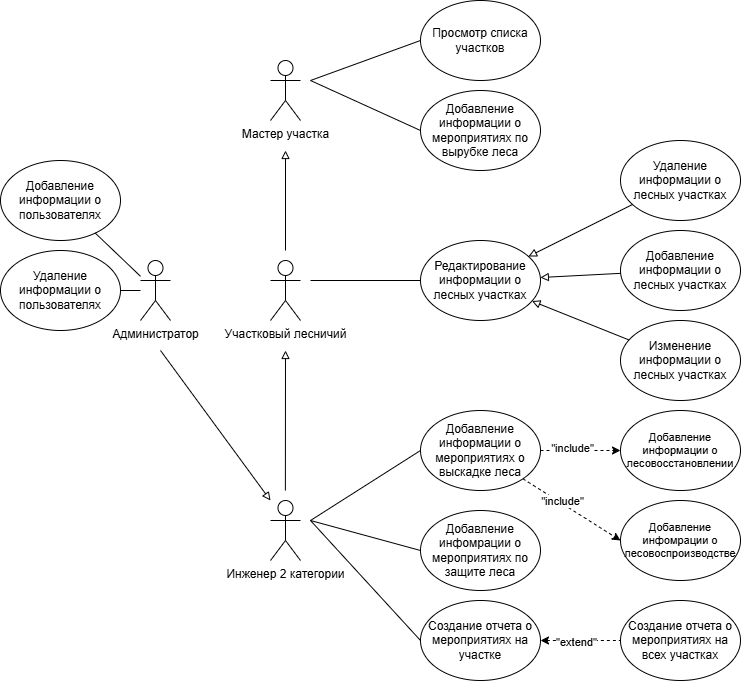 Просмотр списка
участков
Мастер участка
Добавление
информации о
мероприятиях по
вырубке леса
Удаление
информации о
лесных участках
Добавление
информации о
пользователях
Удаление
информации о
пользователях
Администратор
Участковый лесничий
Редактирование
информации о
лесных участках
Добавление
информации о
лесных участках
Изменение
информации о
лесных участках
Добавление
информации о
мероприятиях о
выскадке леса
"include"
Добавление
информации о
лесовосстановлении
"include"
Инженер 2 категории
Добавление
инфомрации о
мероприятиях по
защите леса
Добавление
инфомрации о
лесовоспроизводстве
Создание отчета о
мероприятиях на
участке
"extend"
Создание отчета о
мероприятиях на
всех участках